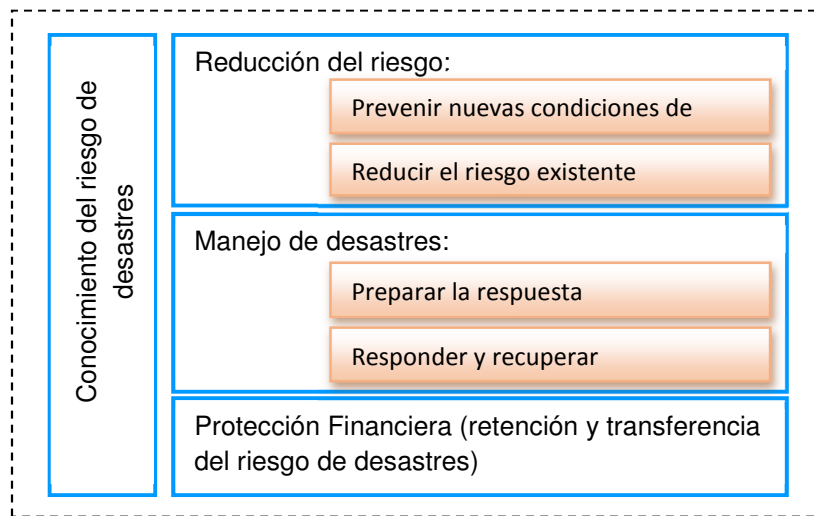 Conocimiento del riesgo de
desastres
Reducción del riesgo:
Prevenir nuevas condiciones de
Reducir el riesgo existente
Manejo de desastres:
Preparar la respuesta
Responder y recuperar
Protección Financiera (retención y transferencia
del riesgo de desastres)